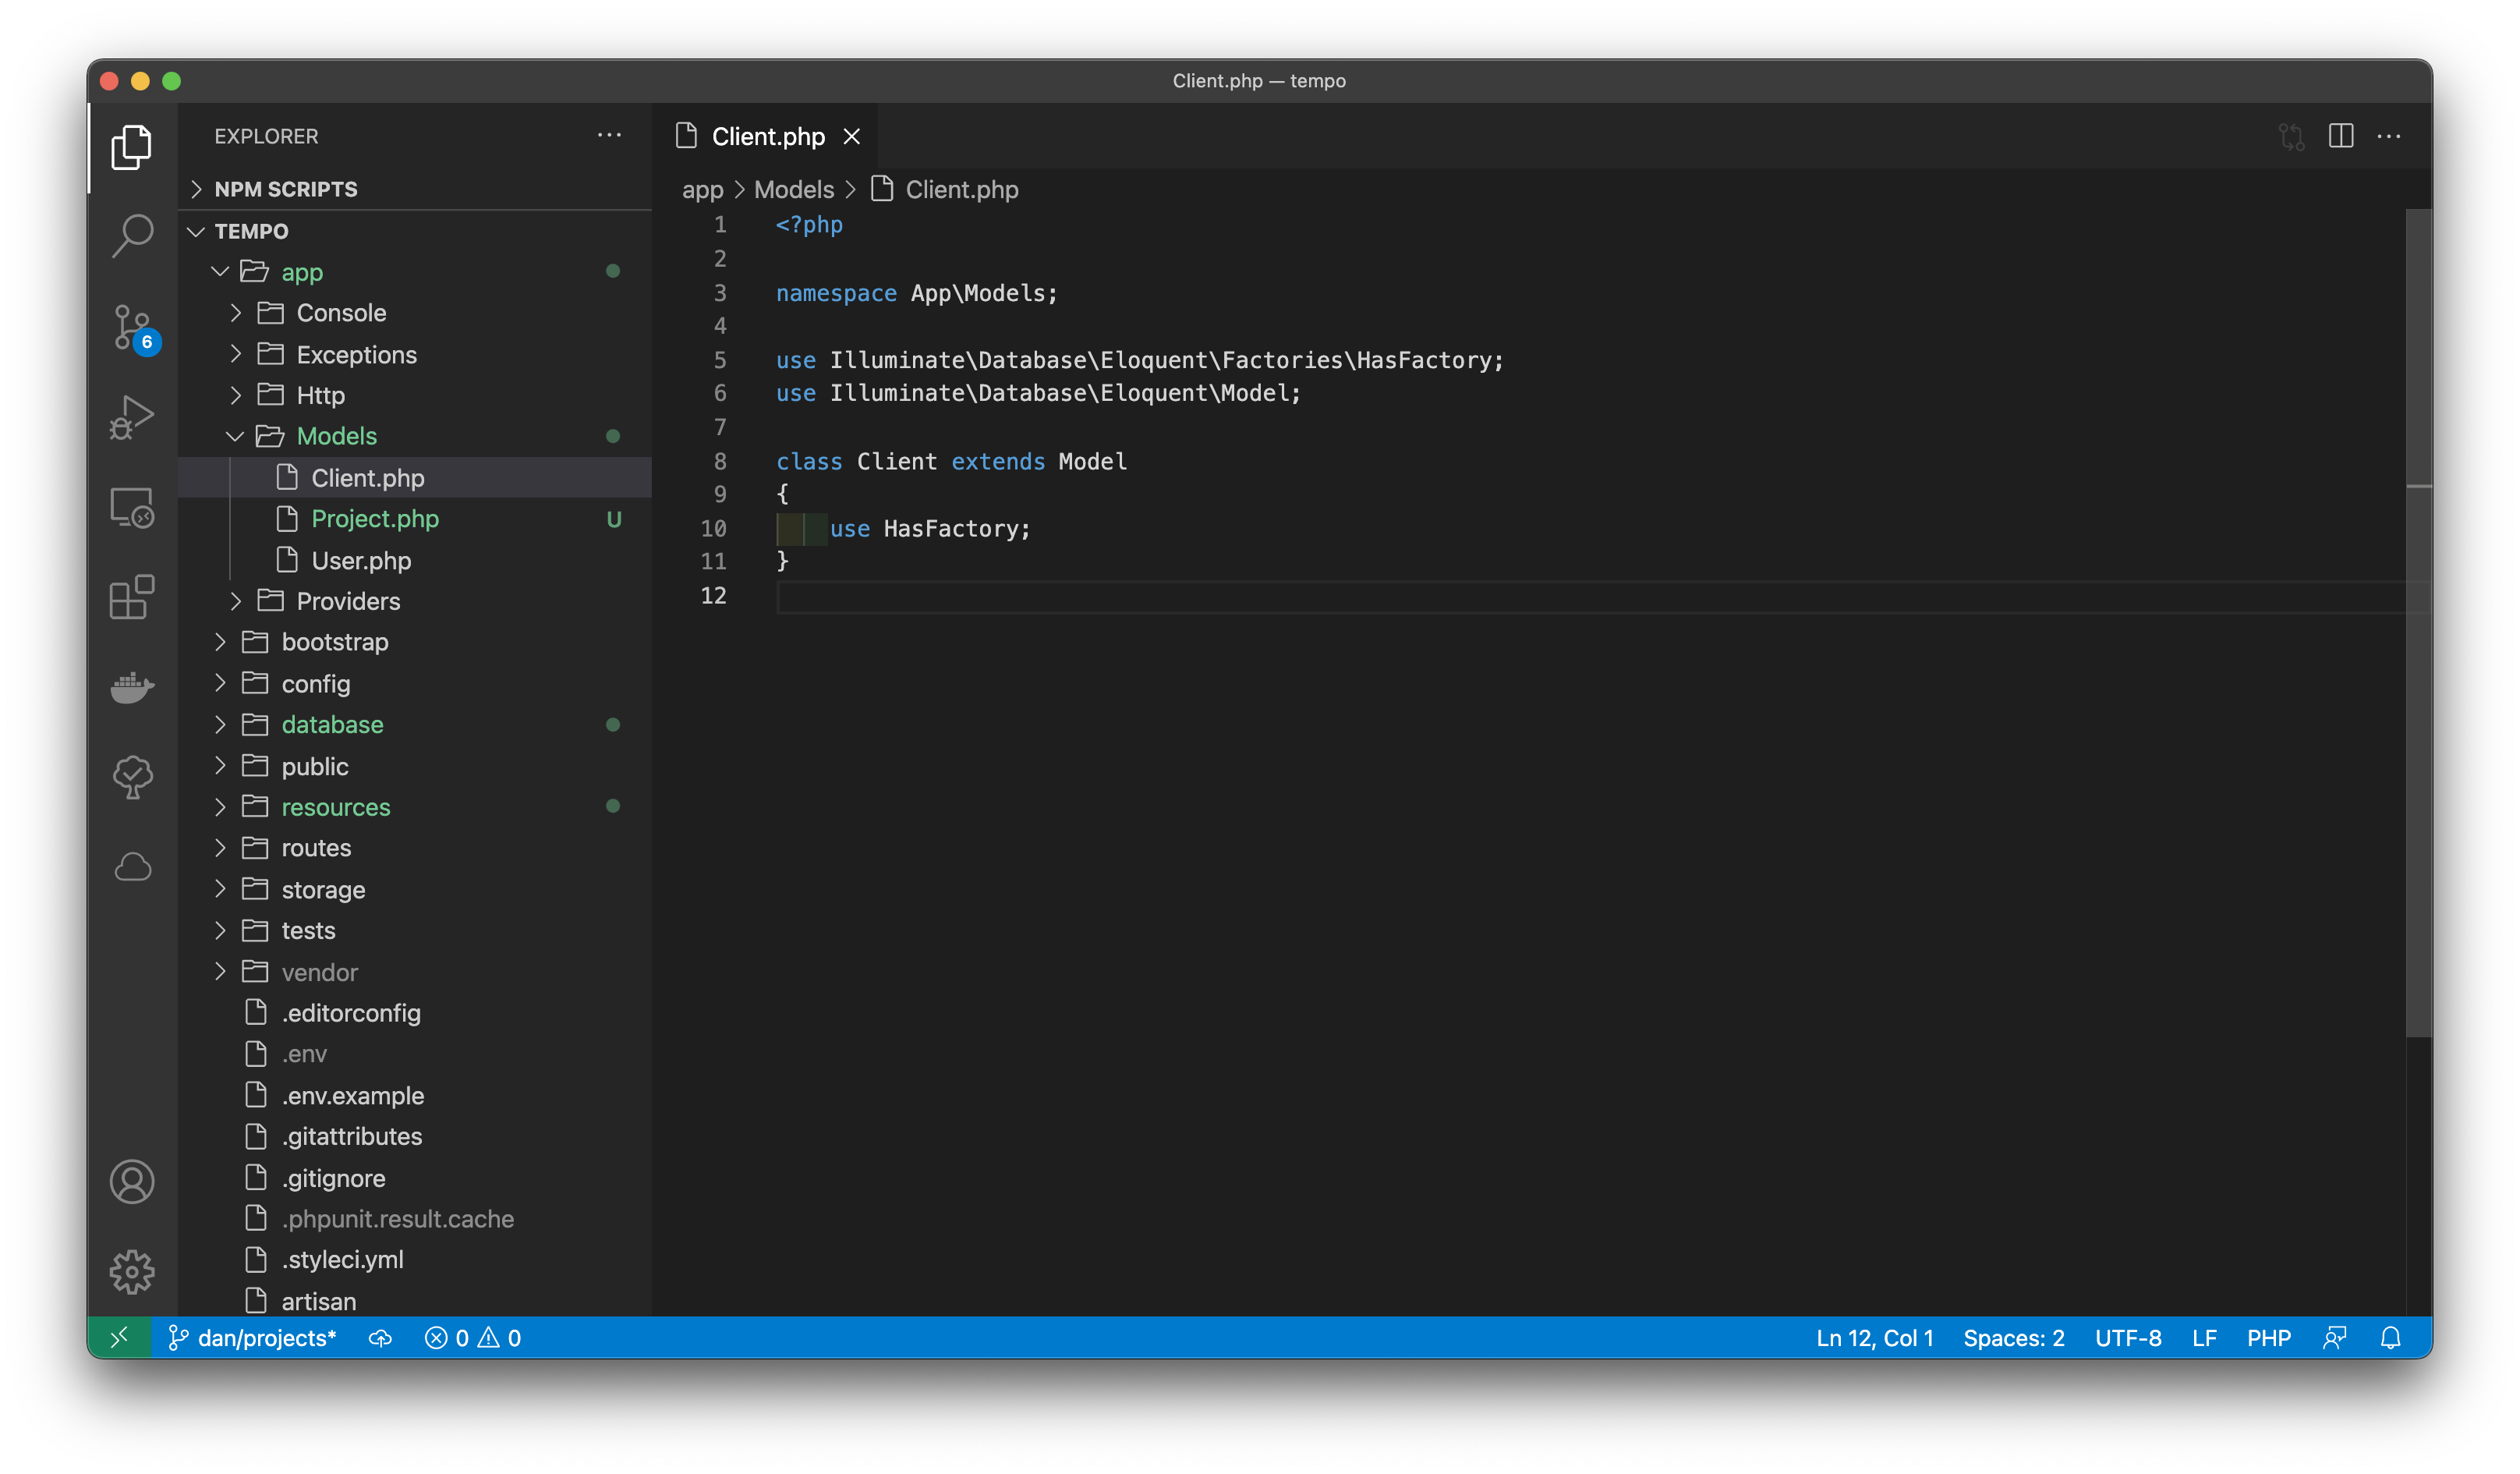 Client.php — tempo
EXPLORER
NPM SCRIPTS
TEMPO
app
Console
Exceptions
Http
Models
Client.php
Project.php U
User.php
Providers
bootstrap
config
database
public
resources
routes
storage
tests
vendor
.editorconfig
.env
.env.example
.gitattributes
.gitignore
.phpunit.result.cache
.styleci.yml
artisan
6
Client.php
app > Models > Client.php
1 <?php
2
3 namespace App\Models;
4
5 use Illuminate\Database\Eloquent\Factories\HasFactory;
6 use Illuminate\Database\Eloquent\Model;
7
8 class Client extends Model
9 {
10 use HasFactory;
11 }
12
dan/projects* 0 0 Ln 12, Col 1 Spaces: 2 UTF-8 LF PHP